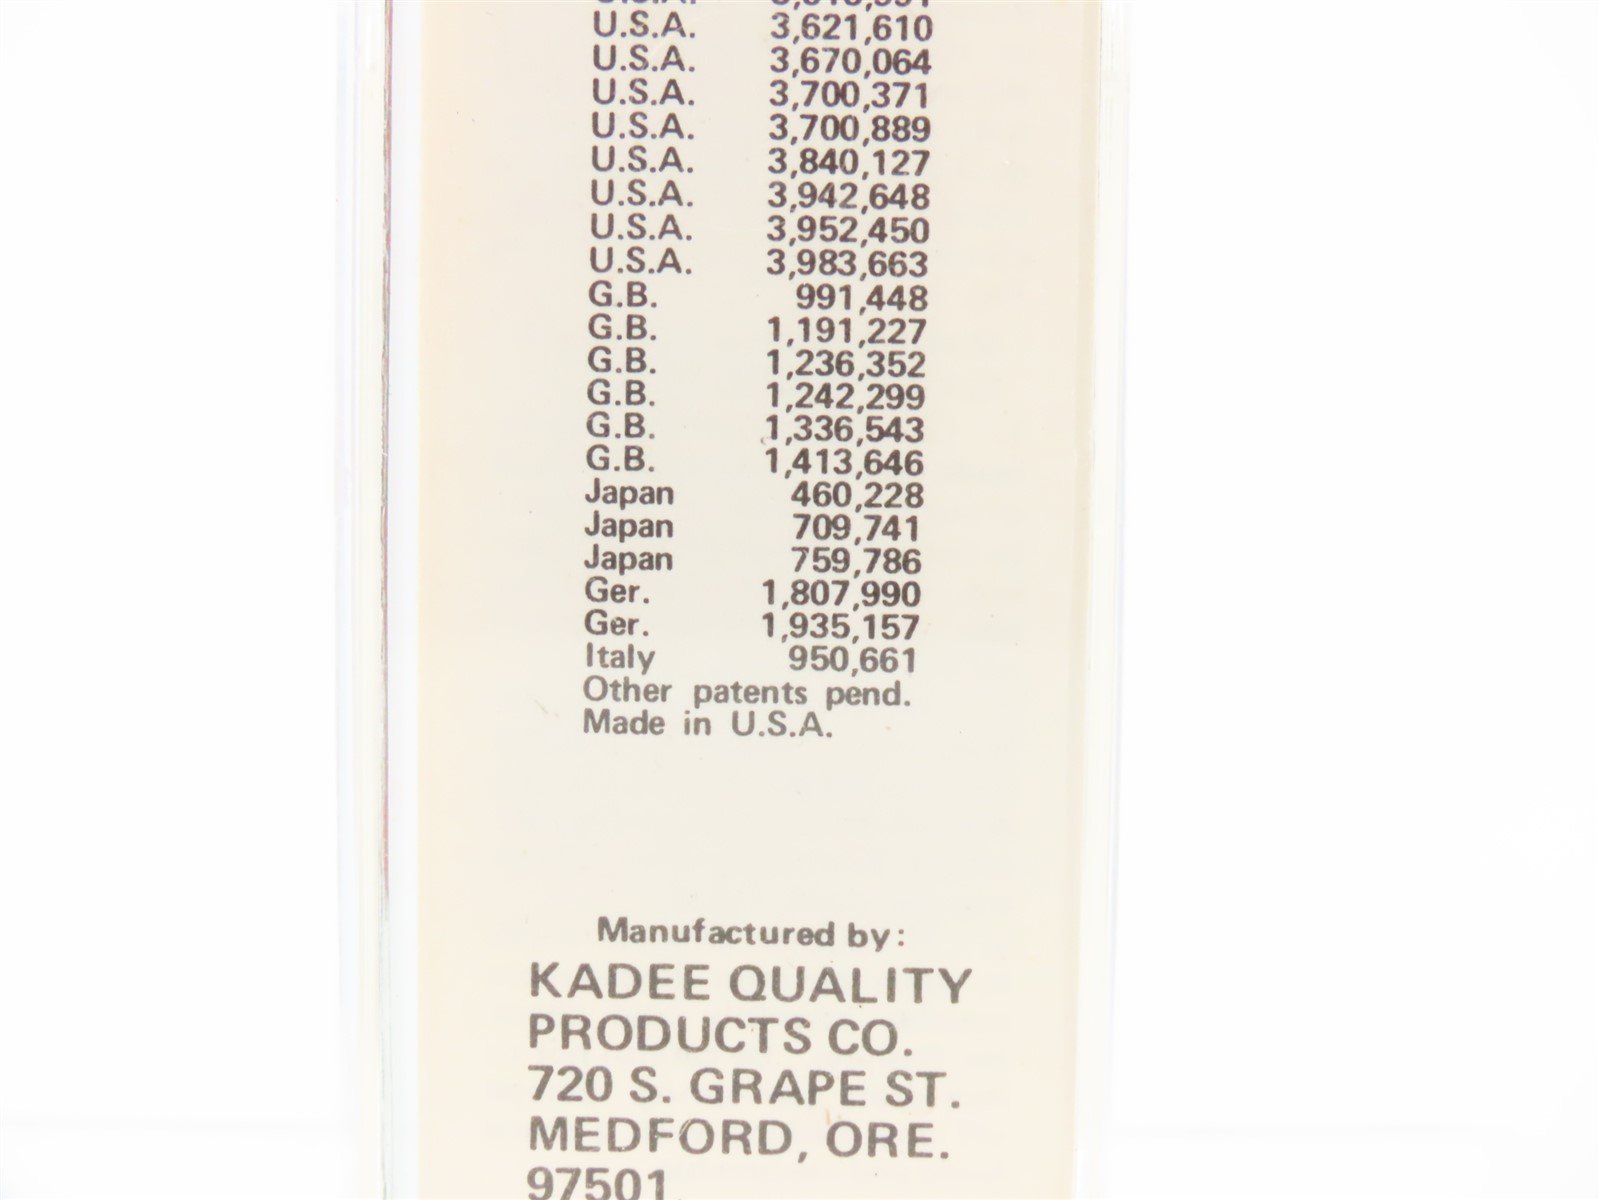 U.S.A. 3,621,610
U.S.A. 3,670,064
U.S.A. 3,700,371
U.S.A. 3,700,889
U.S.A. 3,840,127
U.S.A. 3,942,648
U.S.A. 3,952,450
U.S.A. 3,983,663
G.B. 991,448
G.B. 1,191,227
G.B. 1,236,352
G.B. 1,242,299
G.B. 1,336,543
G.B. 1,413,646
Japan 460,228
Japan 709,741
Japan 759,786
Ger. 1,807,990
Ger. 1,935,157
Italy 950,661
Other patents pend.
Made in U.S.A.
Manufactured by:
KADEE QUALITY
PRODUCTS CO.
720 S. GRAPE ST.
MEDFORD, ORE.
97501